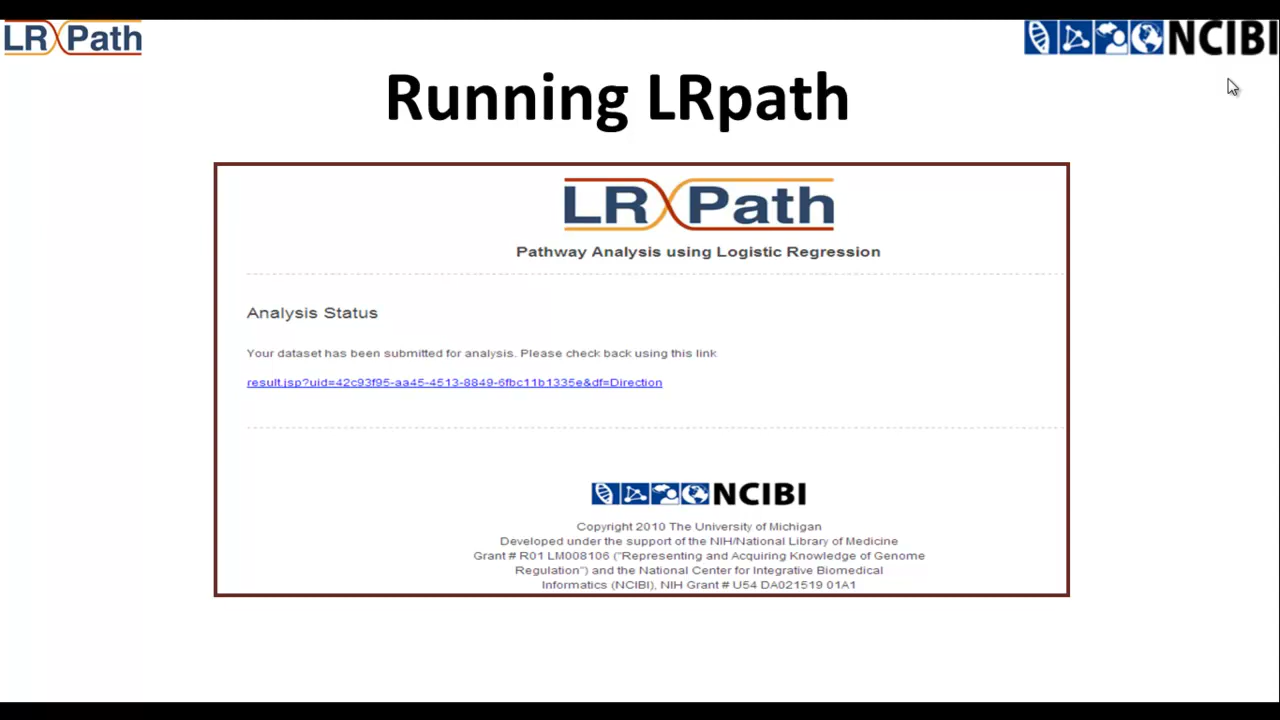 LRPath
NCIBI
Running LRpath
LRPath
Pathway Analysis using Logistic Regression
Analysis Status
Your dataset has been submitted for analysis. Please check back using this link
result.jsp?uid=42c93f95-aa45-4513-8849-6fbc11b1335e&df=Direction
NCIBI
Copyright 2010 The University of Michigan
Developed under the support of the NIH/National Library of Medicine
Grant # R01 LM008106 ("Representing and Acquiring Knowledge of Genome
Regulation") and the National Center for Integrative Biomedical
Informatics (NCIBI), NIH Grant # U54 DA021519 01A1